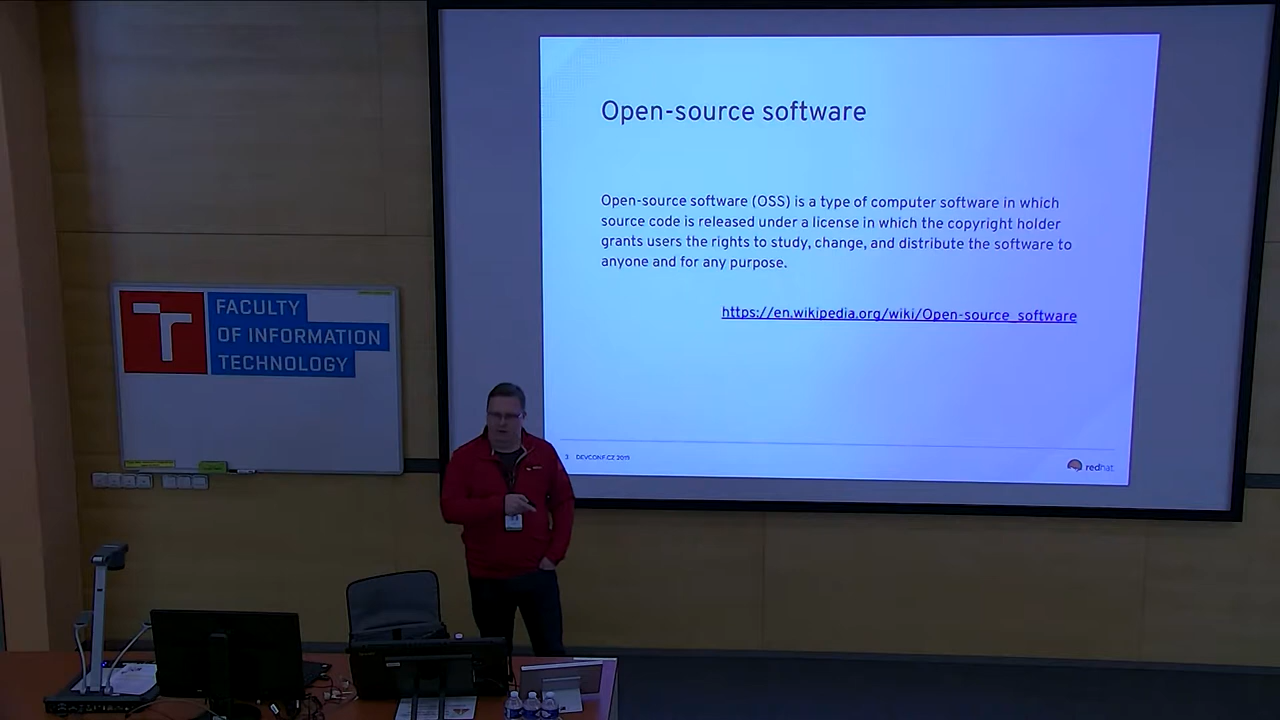 Open-source software
Open-source software (OSS) is a type of computer software in which
source code is released under a license in which the copyright holder
grants users the rights to study, change, and distribute the software to
anyone and for any purpose.
https://en.wikipedia.org/wiki/Open-source_software
3 DEVCONF.CZ 2019
redhat
FACULTY
OF INFORMATION
TECHNOLOGY